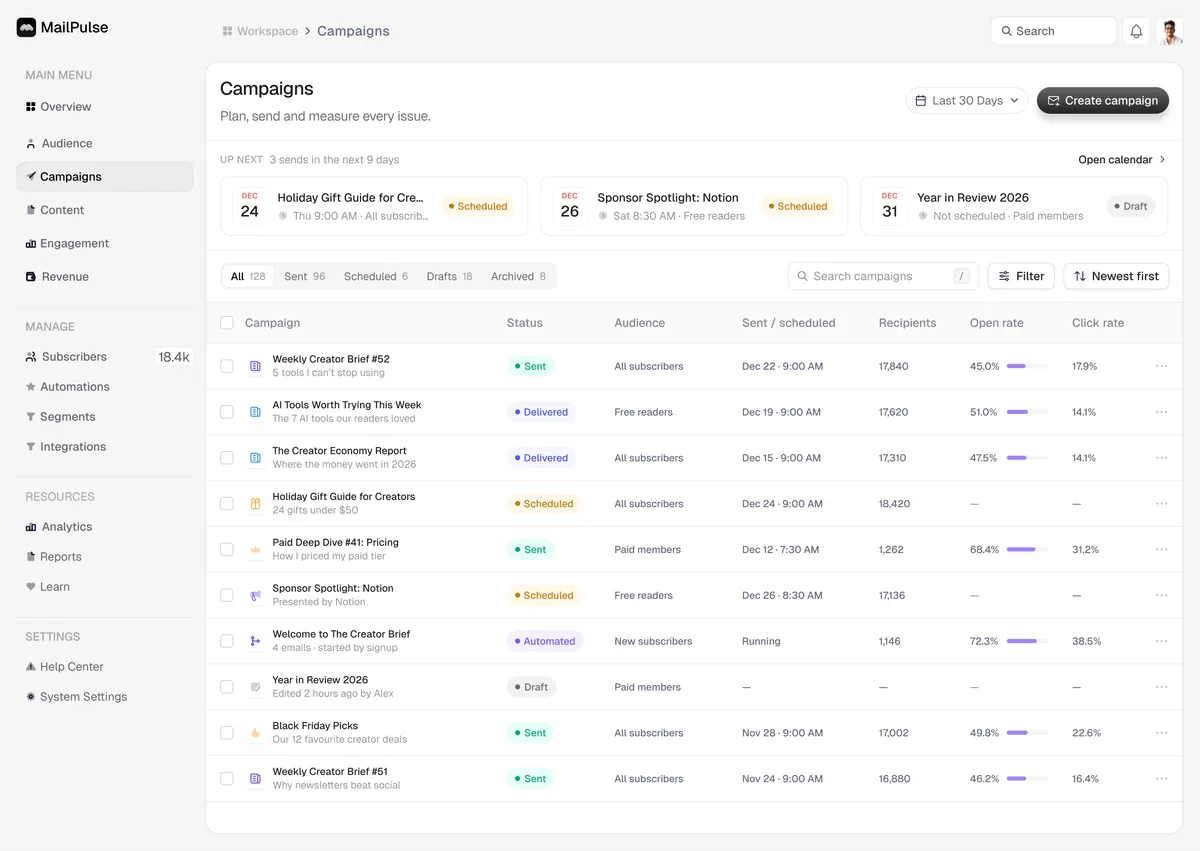 MailPulse
Workspace > Campaigns
Search
MAIN MENU
Overview
Audience
Campaigns
Content
Engagement
Revenue
MANAGE
Subscribers 18.4k
Automations
Segments
Integrations
RESOURCES
Analytics
Reports
Learn
SETTINGS
Help Center
System Settings
Campaigns
Plan, send and measure every issue.
Last 30 Days
Create campaign
UP NEXT 3 sends in the next 9 days
Open calendar
DEC
24
Holiday Gift Guide for Cre...
Thu 9:00 AM · All subscrib...
Scheduled
DEC
26
Sponsor Spotlight: Notion
Sat 8:30 AM · Free readers
Scheduled
DEC
31
Year in Review 2026
Not scheduled · Paid members
Draft
All 128 Sent 96 Scheduled 6 Drafts 18 Archived 8
Search campaigns /
Filter
Newest first
Campaign Status Audience Sent / scheduled Recipients Open rate Click rate
Weekly Creator Brief #52
5 tools I can't stop using
Sent All subscribers Dec 22 · 9:00 AM 17,840 45.0% 17.9%
AI Tools Worth Trying This Week
The 7 AI tools our readers loved
Delivered Free readers Dec 19 · 9:00 AM 17,620 51.0% 14.1%
The Creator Economy Report
Where the money went in 2026
Delivered All subscribers Dec 15 · 9:00 AM 17,310 47.5% 14.1%
Holiday Gift Guide for Creators
24 gifts under $50
Scheduled All subscribers Dec 24 · 9:00 AM 18,420 — —
Paid Deep Dive #41: Pricing
How I priced my paid tier
Sent Paid members Dec 12 · 7:30 AM 1,262 68.4% 31.2%
Sponsor Spotlight: Notion
Presented by Notion
Scheduled Free readers Dec 26 · 8:30 AM 17,136 — —
Welcome to The Creator Brief
4 emails · started by signup
Automated New subscribers Running 1,146 72.3% 38.5%
Year in Review 2026
Edited 2 hours ago by Alex
Draft Paid members — — — —
Black Friday Picks
Our 12 favourite creator deals
Sent All subscribers Nov 28 · 9:00 AM 17,002 49.8% 22.6%
Weekly Creator Brief #51
Why newsletters beat social
Sent All subscribers Nov 24 · 9:00 AM 16,880 46.2% 16.4%